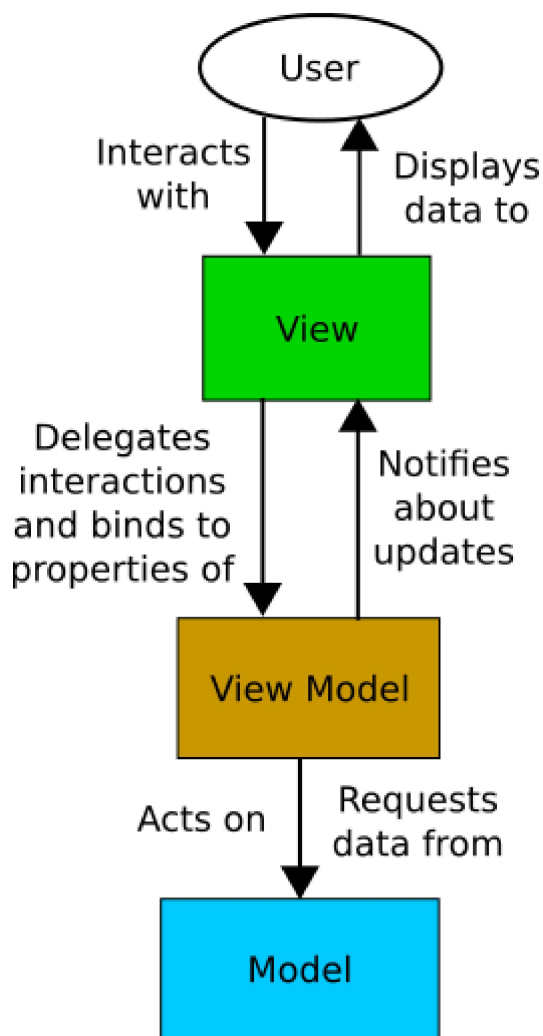 User
Interacts
with
Displays
data to
View
Delegates
interactions
and binds to
properties of
Notifies
about
updates
View Model
Acts on
Requests
data from
Model